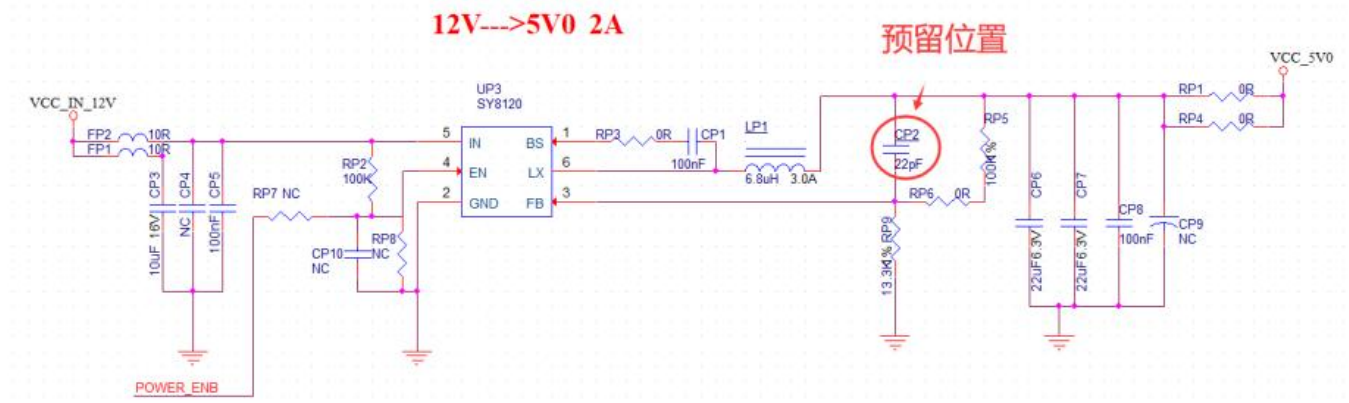 12V--->5V0 2A
预留位置
VCC_5V0
VCC_IN_12V
UP3
SY8120
FP2
10R
FP1
10R
5
IN
BS
1
RP3
0R
CP1
100nF
LP1
6.8uH
3.0A
CP2
22pF
RP5
100K1%
RP1
0R
RP4
0R
RP2
100K
4
EN
LX
6
2
GND
FB
3
RP6
0R
CP3
10uF 16V
CP4
NC
CP5
100nF
RP7 NC
CP10
NC
RP8
NC
RP9
13.3K1%
CP6
22uF6.3V
CP7
22uF6.3V
CP8
100nF
CP9
NC
POWER_ENB